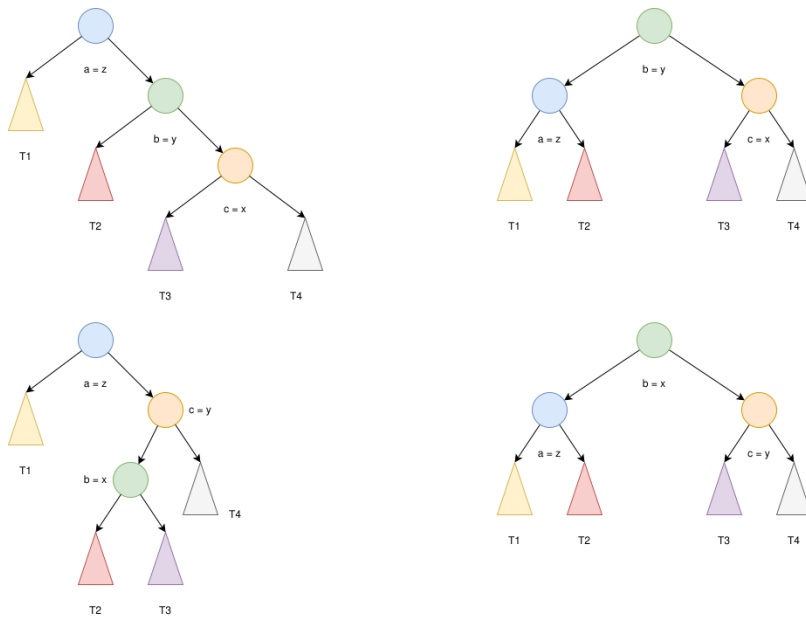 a = z
T1
b = y
T2
c = x
T3
T4
b = y
a = z
c = x
T1
T2
T3
T4
a = z
c = y
T1
b = x
T4
T2
T3
b = x
a = z
c = y
T1
T2
T3
T4